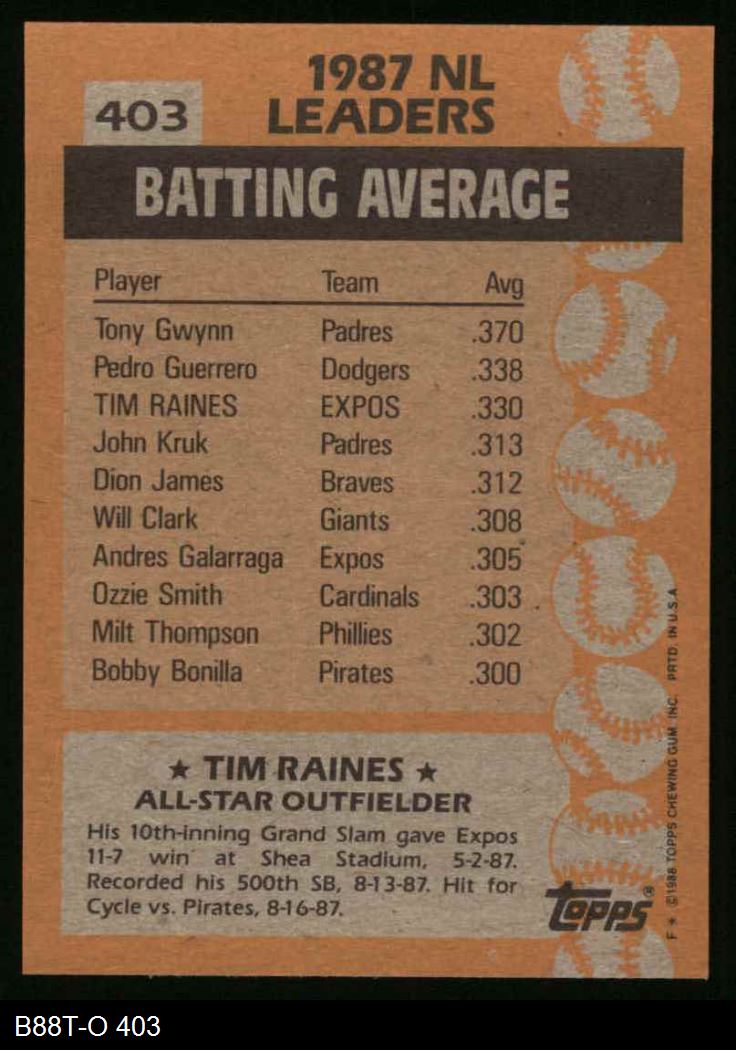 403
1987 NL
LEADERS
BATTING AVERAGE
Player Team Avg
Tony Gwynn Padres .370
Pedro Guerrero Dodgers .338
TIM RAINES EXPOS .330
John Kruk Padres .313
Dion James Braves .312
Will Clark Giants .308
Andres Galarraga Expos .305
Ozzie Smith Cardinals .303
Milt Thompson Phillies .302
Bobby Bonilla Pirates .300
★ TIM RAINES ★
ALL-STAR OUTFIELDER
His 10th-inning Grand Slam gave Expos
11-7 win at Shea Stadium, 5-2-87.
Recorded his 500th SB, 8-13-87. Hit for
Cycle vs. Pirates, 8-16-87.
TOPPS®
F★ ©1988 TOPPS CHEWING GUM INC. PRTD. IN U.S.A
B88T-O 403